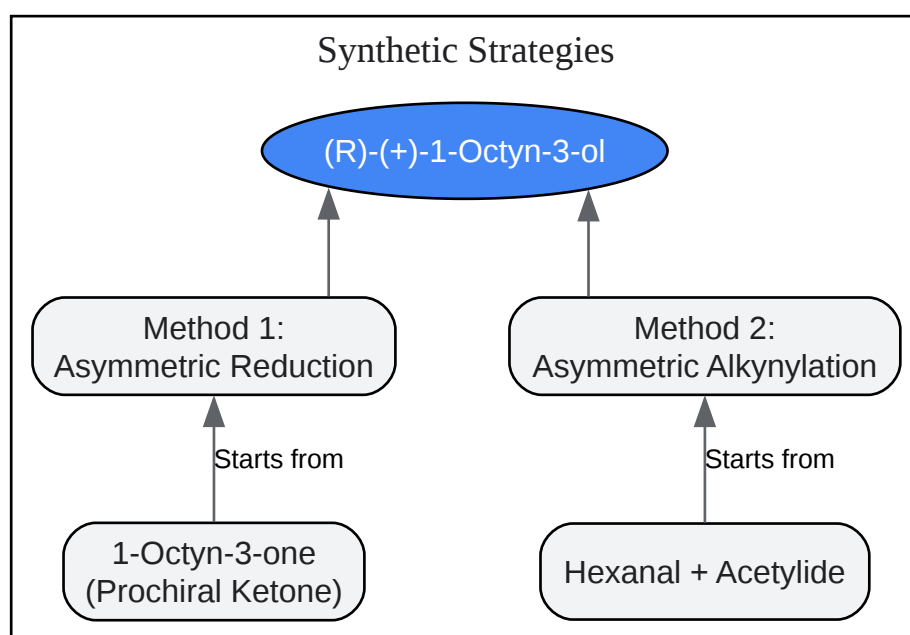 Synthetic Strategies
(R)-(+)-1-Octyn-3-ol
Method 1:
Asymmetric Reduction
Method 2:
Asymmetric Alkynylation
Starts from
Starts from
1-Octyn-3-one
(Prochiral Ketone)
Hexanal + Acetylide